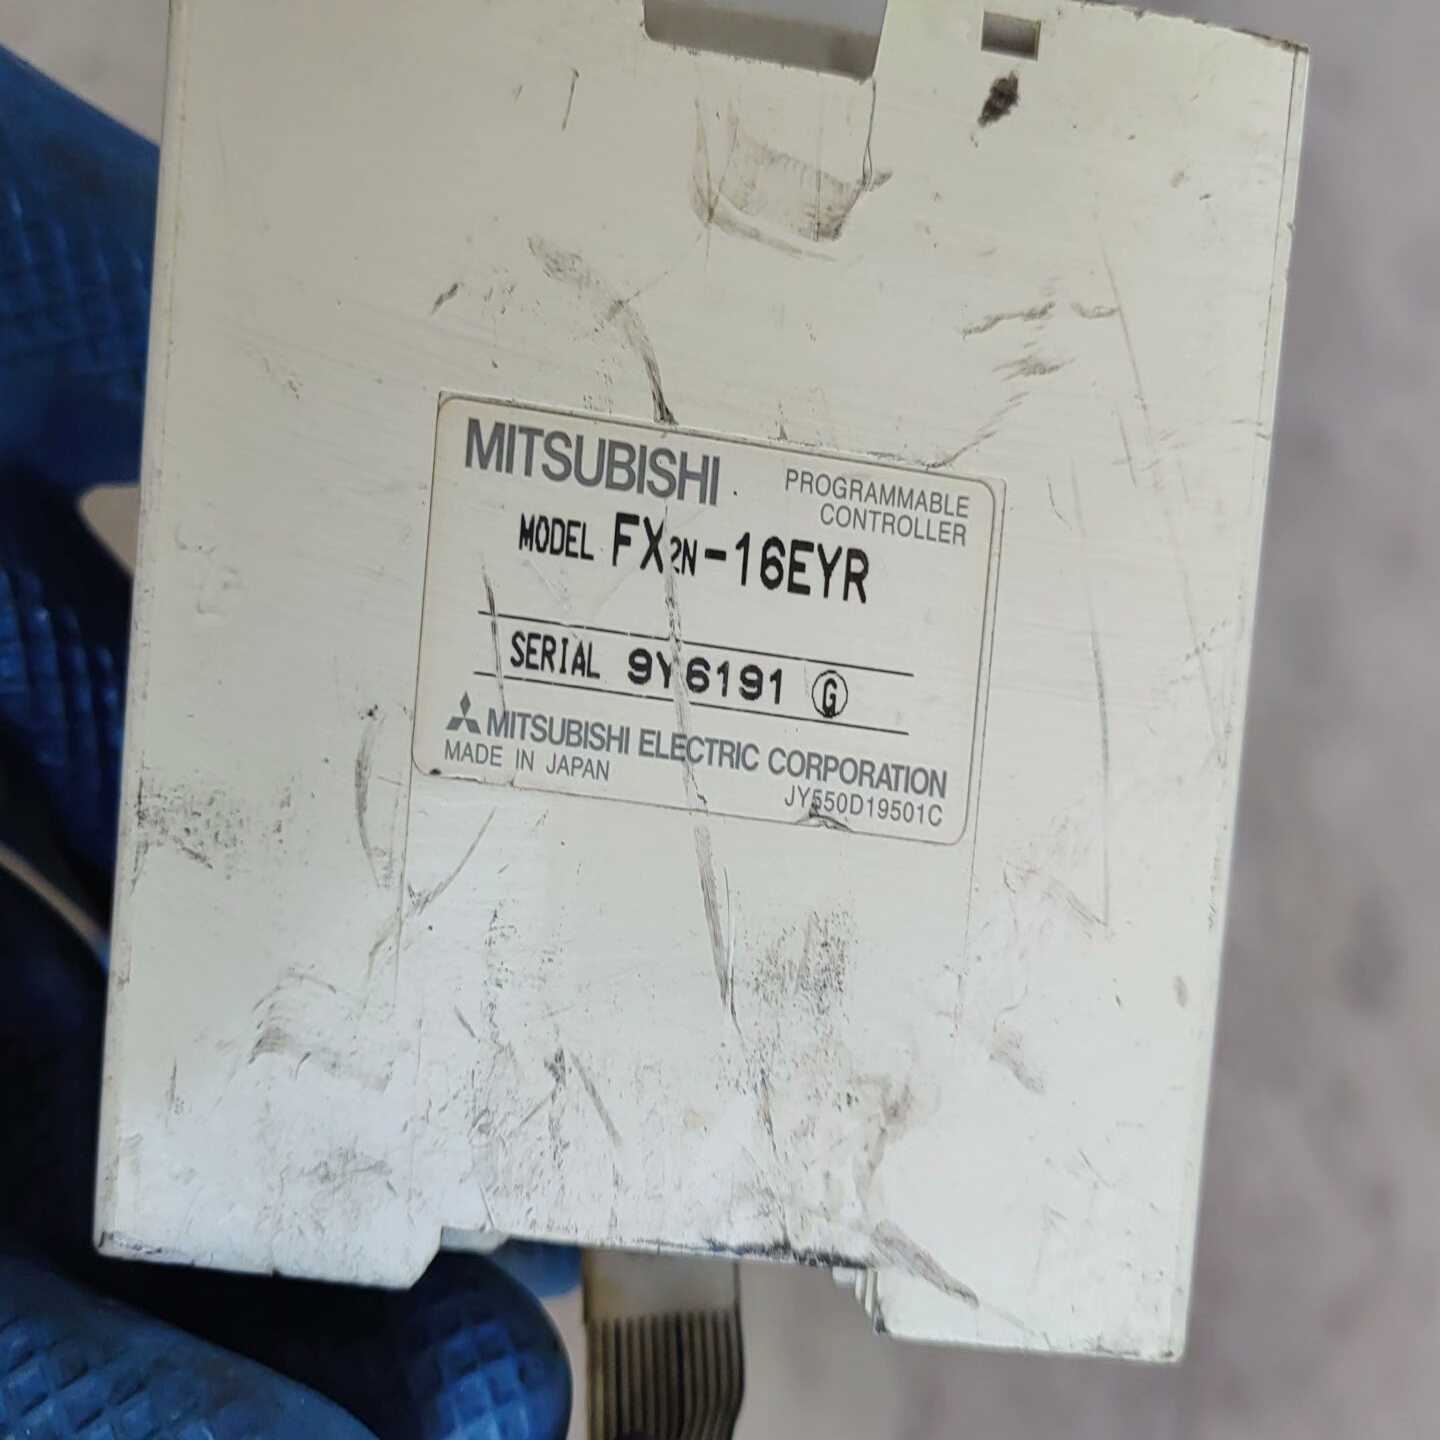 MITSUBISHI
PROGRAMMABLE
CONTROLLER
MODEL FX2N-16EYR
SERIAL 9Y6191 Ⓖ
MITSUBISHI ELECTRIC CORPORATION
MADE IN JAPAN
JY550D19501C